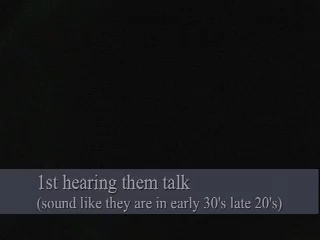 1st hearing them talk
(sound like they are in early 30's late 20's)